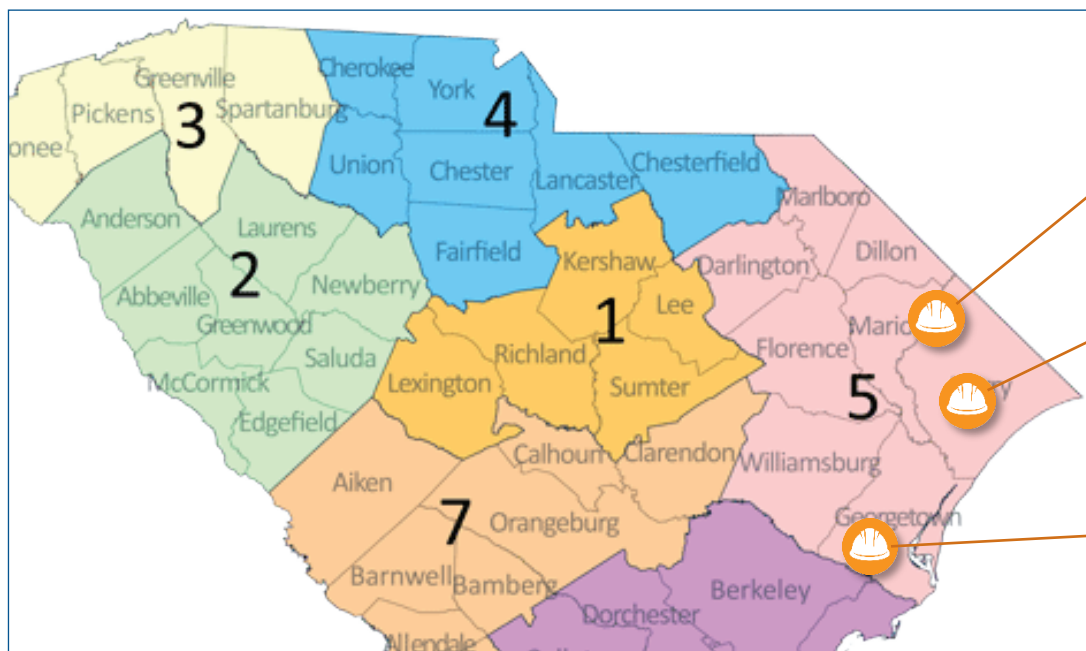 Cherokee
Greenville
York
Pickens
3
Spartanburg
4
onee
Union
Chester
Lancaster
Chesterfield
Marlboro
Anderson
Laurens
Fairfield
Kershaw
Dillon
Darlington
2
Abbeville
Newberry
Lee
1
Greenwood
Richland
Florence
Saluda
McCormick
Lexington
Sumter
5
Edgefield
Calhoun
Clarendon
Williamsburg
Aiken
7
Orangeburg
Georgetown
Barnwell
Bamberg
Berkeley
Dorchester
Allendale